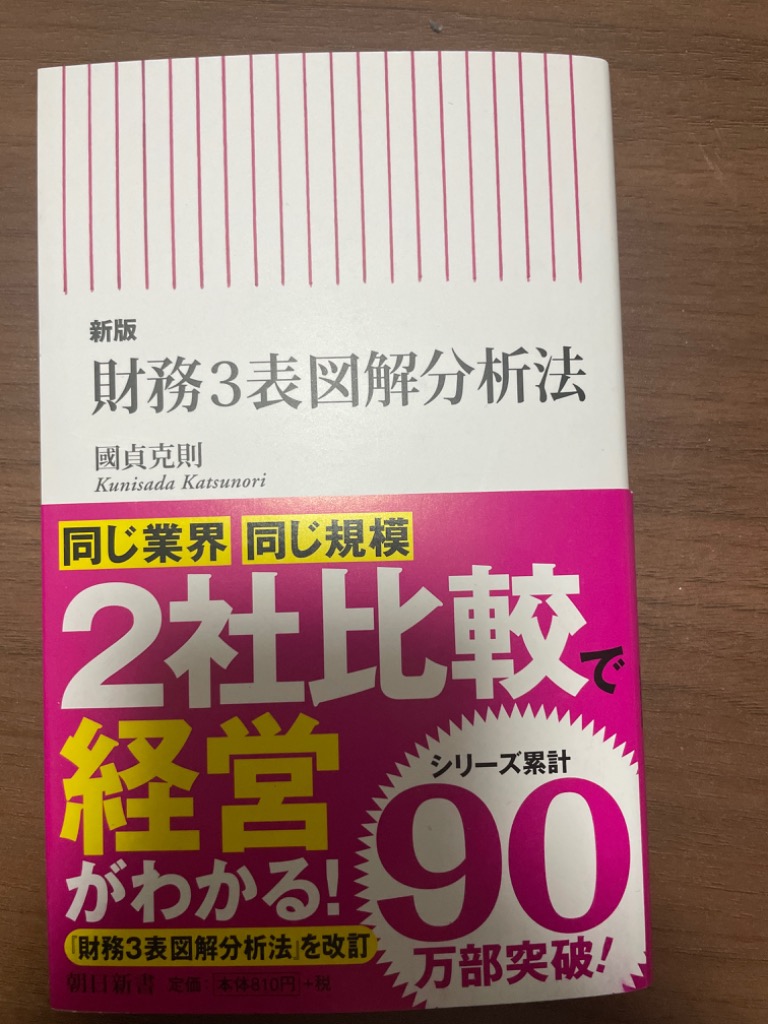 新版
財務3表図解分析法
國貞克則
Kunisada Katsunori
同じ業界 同じ規模
2社比較で
経営
がわかる!
シリーズ累計
90
万部突破!
『財務3表図解分析法』を改訂
朝日新書 定価:本体810円+税